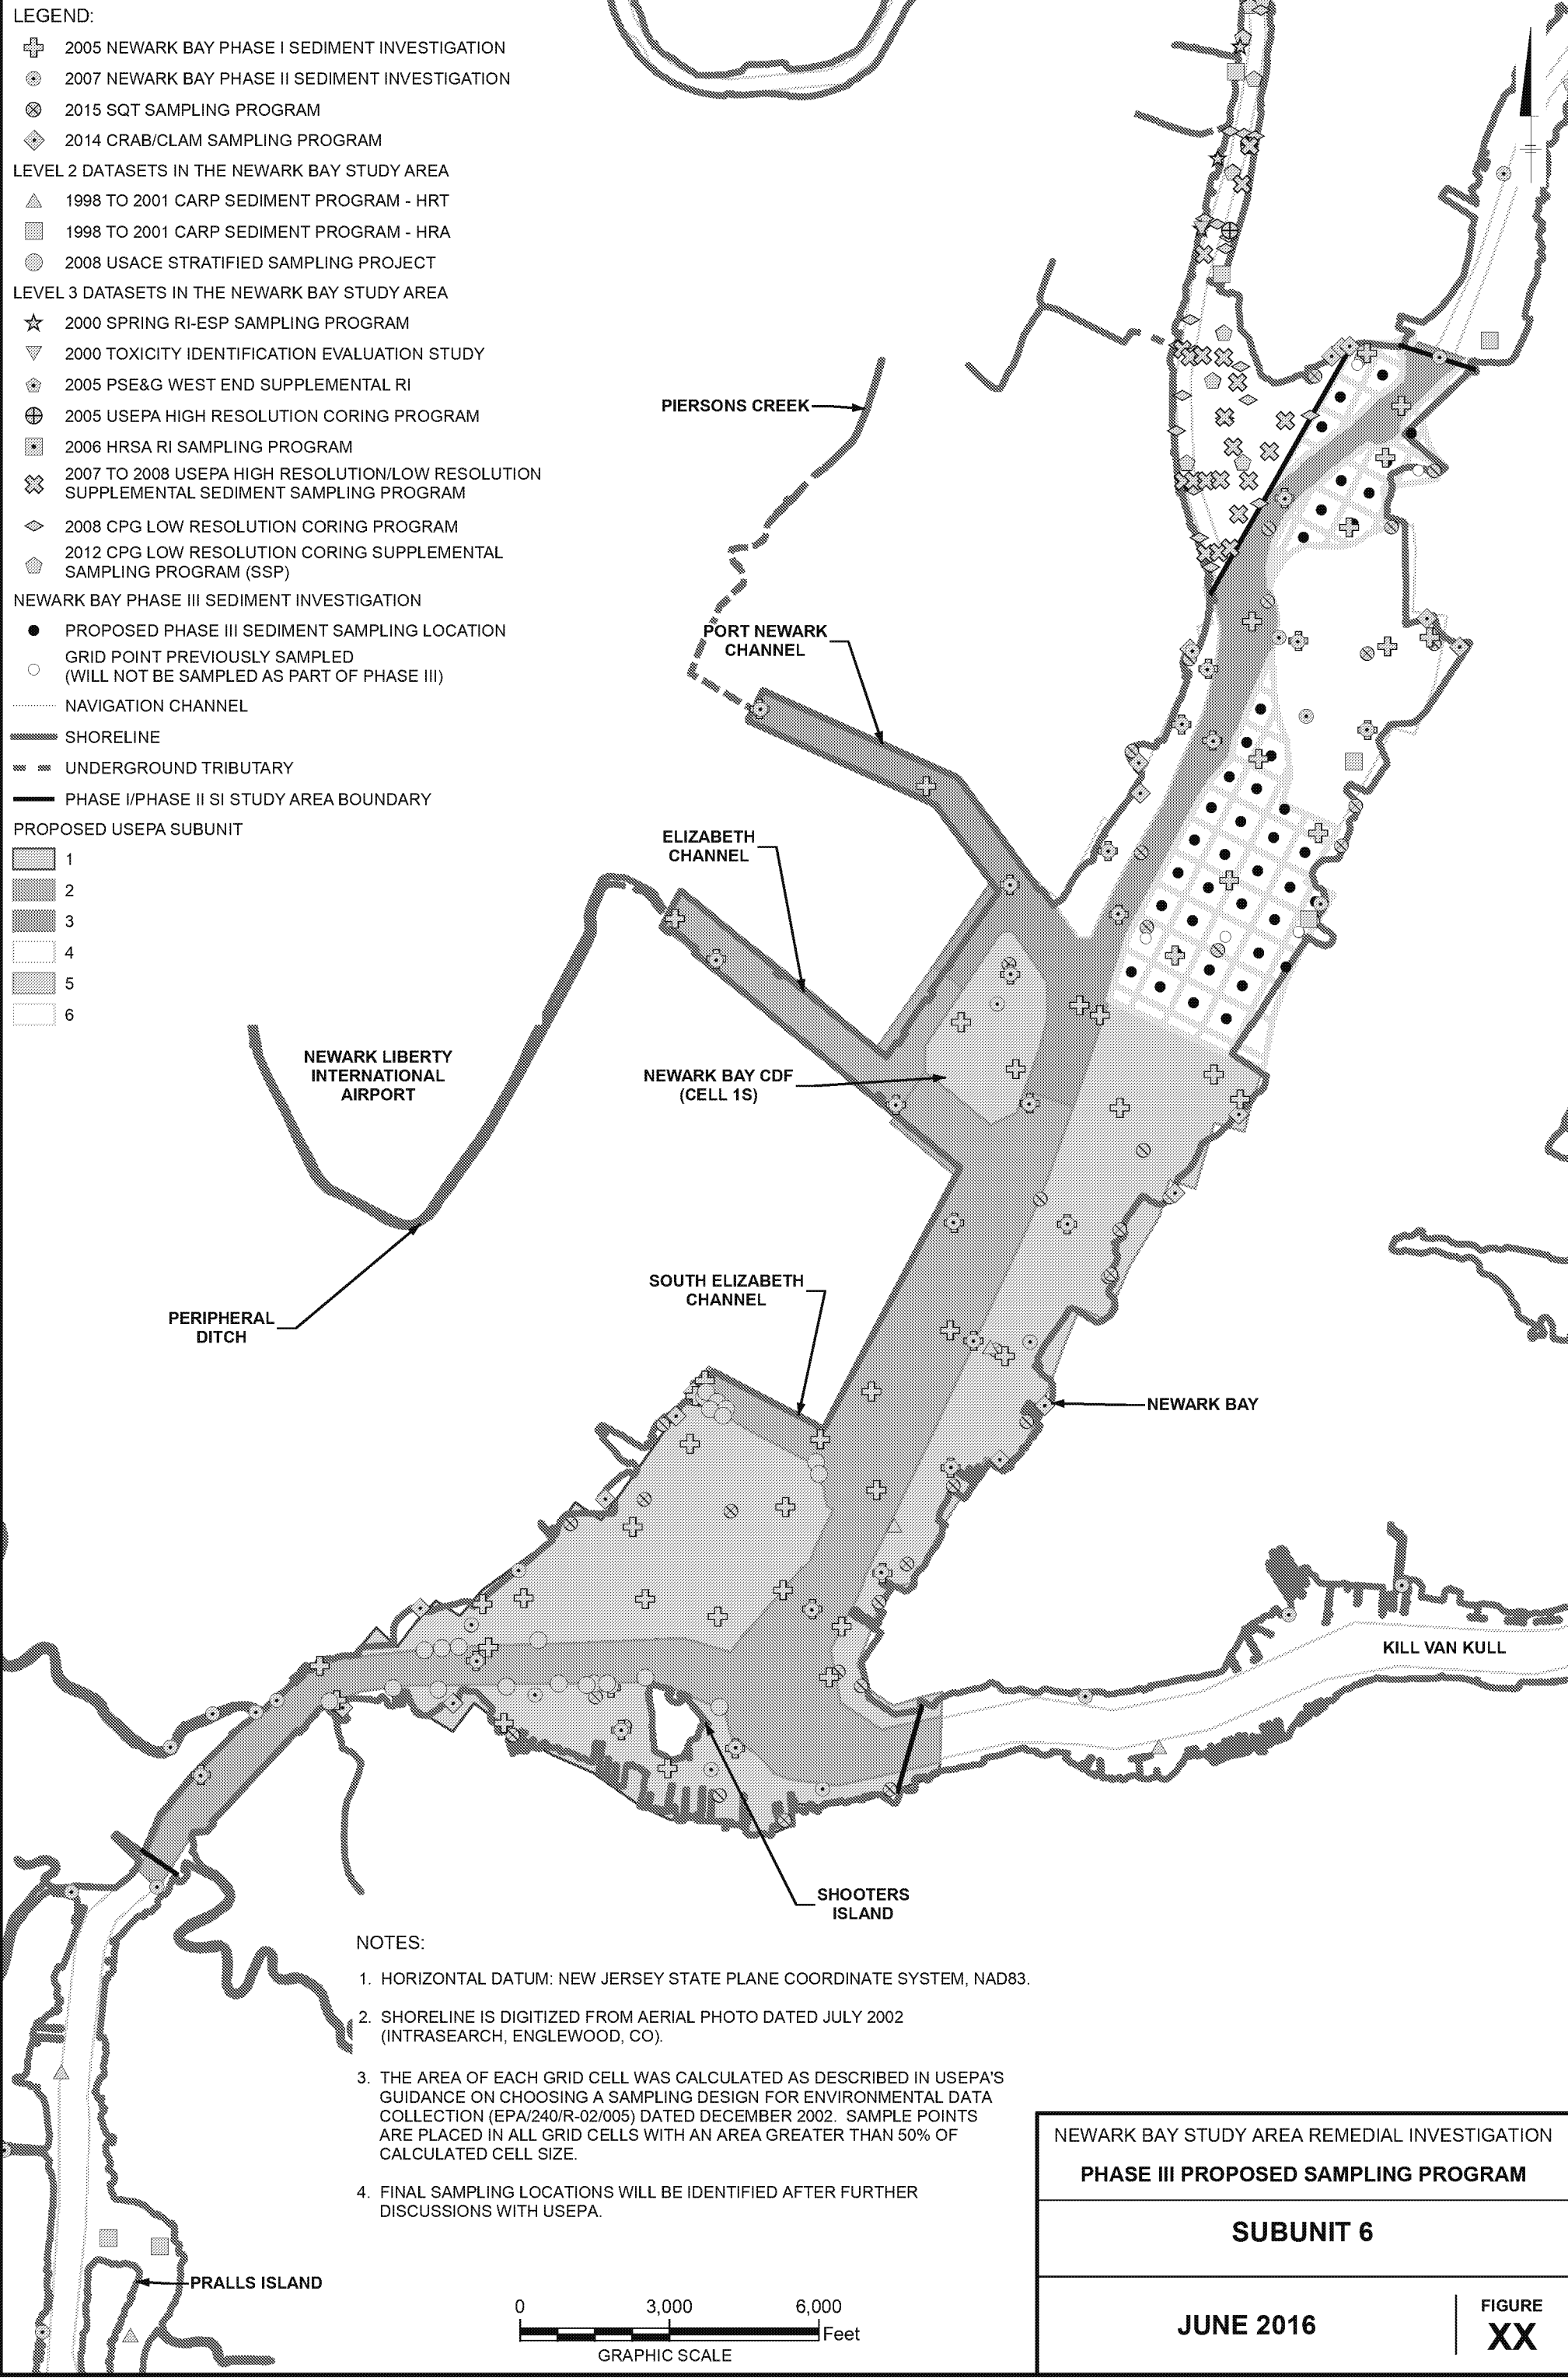 LEGEND:
2005 NEWARK BAY PHASE I SEDIMENT INVESTIGATION
2007 NEWARK BAY PHASE II SEDIMENT INVESTIGATION
2015 SQT SAMPLING PROGRAM
2014 CRAB/CLAM SAMPLING PROGRAM
LEVEL 2 DATASETS IN THE NEWARK BAY STUDY AREA
1998 TO 2001 CARP SEDIMENT PROGRAM - HRT
1998 TO 2001 CARP SEDIMENT PROGRAM - HRA
2008 USACE STRATIFIED SAMPLING PROJECT
LEVEL 3 DATASETS IN THE NEWARK BAY STUDY AREA
2000 SPRING RI-ESP SAMPLING PROGRAM
2000 TOXICITY IDENTIFICATION EVALUATION STUDY
2005 PSE&G WEST END SUPPLEMENTAL RI
2005 USEPA HIGH RESOLUTION CORING PROGRAM
2006 HRSA RI SAMPLING PROGRAM
2007 TO 2008 USEPA HIGH RESOLUTION/LOW RESOLUTION
SUPPLEMENTAL SEDIMENT SAMPLING PROGRAM
2008 CPG LOW RESOLUTION CORING PROGRAM
2012 CPG LOW RESOLUTION CORING SUPPLEMENTAL
SAMPLING PROGRAM (SSP)
NEWARK BAY PHASE III SEDIMENT INVESTIGATION
PROPOSED PHASE III SEDIMENT SAMPLING LOCATION
GRID POINT PREVIOUSLY SAMPLED
(WILL NOT BE SAMPLED AS PART OF PHASE III)
NAVIGATION CHANNEL
SHORELINE
UNDERGROUND TRIBUTARY
PHASE I/PHASE II SI STUDY AREA BOUNDARY
PROPOSED USEPA SUBUNIT
1
2
3
4
5
6
PIERSONS CREEK
PORT NEWARK
CHANNEL
ELIZABETH
CHANNEL
NEWARK LIBERTY
INTERNATIONAL
AIRPORT
NEWARK BAY CDF
(CELL 1S)
PERIPHERAL
DITCH
SOUTH ELIZABETH
CHANNEL
NEWARK BAY
KILL VAN KULL
SHOOTERS
ISLAND
NOTES:
1. HORIZONTAL DATUM: NEW JERSEY STATE PLANE COORDINATE SYSTEM, NAD83.
2. SHORELINE IS DIGITIZED FROM AERIAL PHOTO DATED JULY 2002
(INTRASEARCH, ENGLEWOOD, CO).
3. THE AREA OF EACH GRID CELL WAS CALCULATED AS DESCRIBED IN USEPA'S
GUIDANCE ON CHOOSING A SAMPLING DESIGN FOR ENVIRONMENTAL DATA
COLLECTION (EPA/240/R-02/005) DATED DECEMBER 2002. SAMPLE POINTS
ARE PLACED IN ALL GRID CELLS WITH AN AREA GREATER THAN 50% OF
CALCULATED CELL SIZE.
4. FINAL SAMPLING LOCATIONS WILL BE IDENTIFIED AFTER FURTHER
DISCUSSIONS WITH USEPA.
PRALLS ISLAND
0 3,000 6,000
Feet
GRAPHIC SCALE
NEWARK BAY STUDY AREA REMEDIAL INVESTIGATION
PHASE III PROPOSED SAMPLING PROGRAM
SUBUNIT 6
JUNE 2016
FIGURE
XX